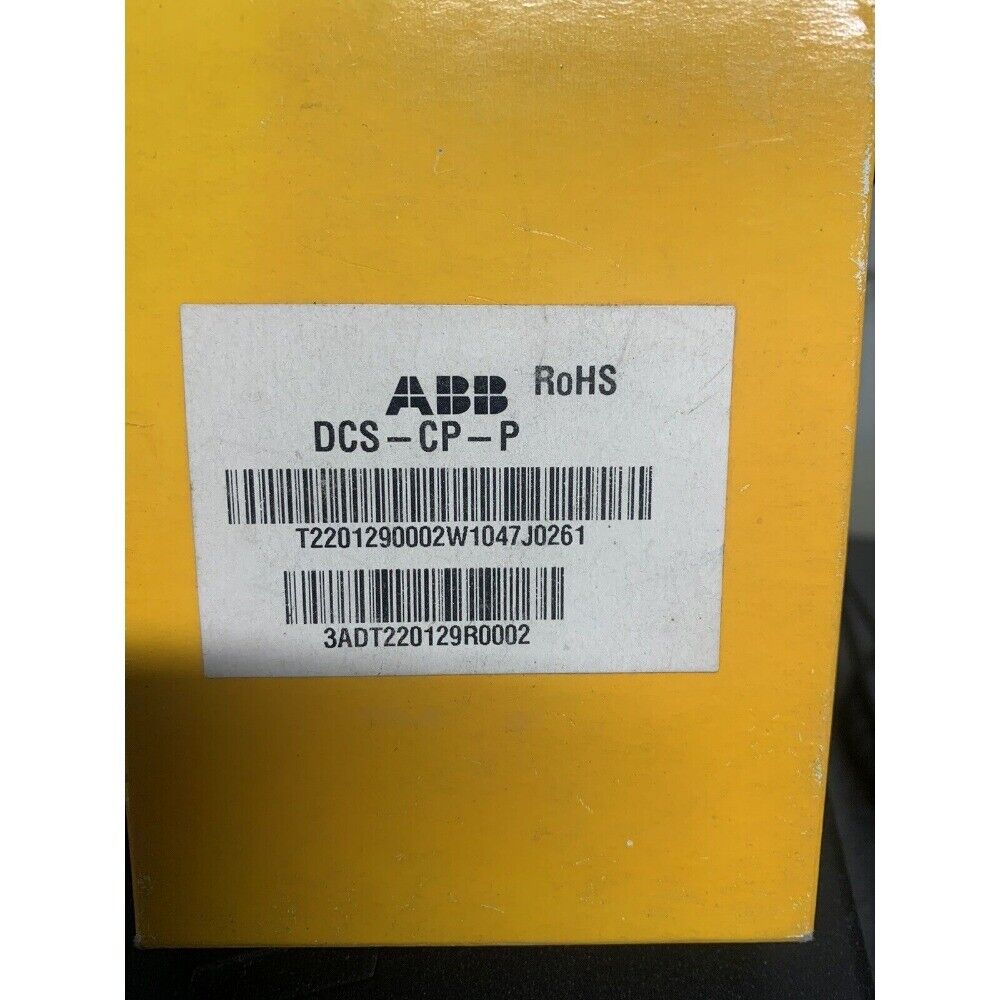 ABB RoHS
DCS-CP-P
T2201290002W1047J0261
3ADT220129R0002